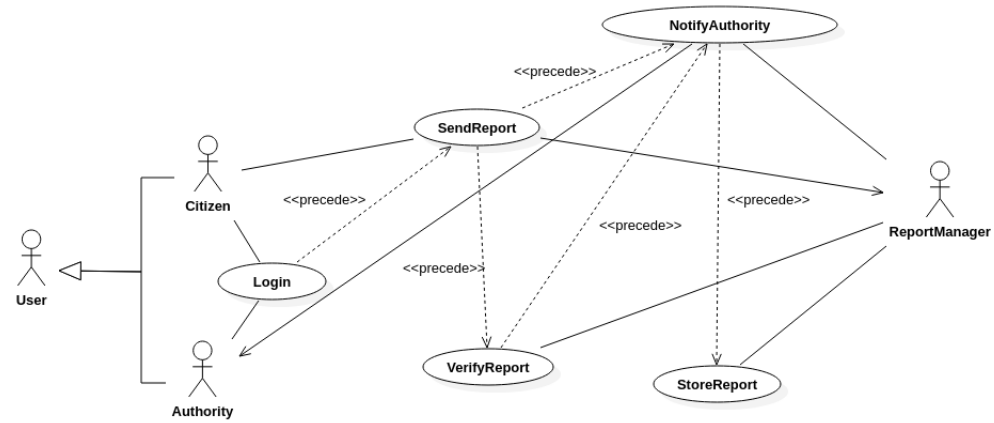 NotifyAuthority
<<precede>>
SendReport
Citizen
<<precede>>
<<precede>>
<<precede>>
ReportManager
<<precede>>
Login
User
VerifyReport
StoreReport
Authority